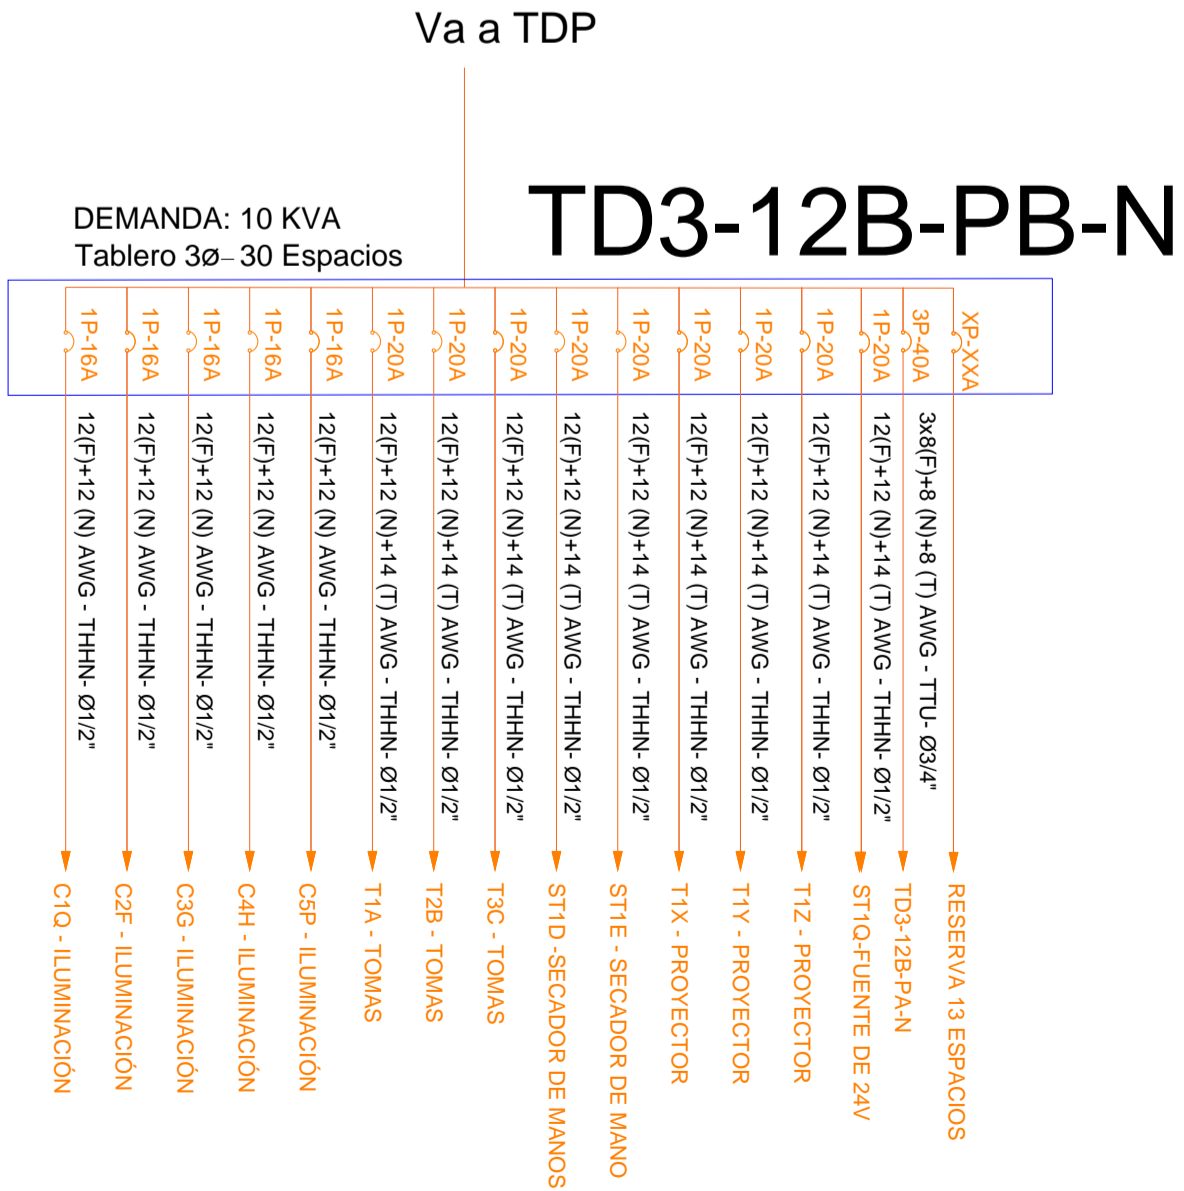 Va a TDP
TD3-12B-PB-N
DEMANDA: 10 KVA
Tablero 3ø– 30 Espacios
1P-16A
1P-16A
1P-16A
1P-16A
1P-16A
1P-20A
1P-20A
1P-20A
1P-20A
1P-20A
1P-20A
1P-20A
1P-20A
1P-20A
3P-40A
XP-XXA
12(F)+12 (N) AWG - THHN- Ø1/2"
12(F)+12 (N) AWG - THHN- Ø1/2"
12(F)+12 (N) AWG - THHN- Ø1/2"
12(F)+12 (N) AWG - THHN- Ø1/2"
12(F)+12 (N) AWG - THHN- Ø1/2"
12(F)+12 (N)+14 (T) AWG - THHN- Ø1/2"
12(F)+12 (N)+14 (T) AWG - THHN- Ø1/2"
12(F)+12 (N)+14 (T) AWG - THHN- Ø1/2"
12(F)+12 (N)+14 (T) AWG - THHN- Ø1/2"
12(F)+12 (N)+14 (T) AWG - THHN- Ø1/2"
12(F)+12 (N)+14 (T) AWG - THHN- Ø1/2"
12(F)+12 (N)+14 (T) AWG - THHN- Ø1/2"
12(F)+12 (N)+14 (T) AWG - THHN- Ø1/2"
12(F)+12 (N)+14 (T) AWG - THHN- Ø1/2"
3x8(F)+8 (N)+8 (T) AWG - TTU- Ø3/4"
C1Q - ILUMINACIÓN
C2F - ILUMINACIÓN
C3G - ILUMINACIÓN
C4H - ILUMINACIÓN
C5P - ILUMINACIÓN
T1A - TOMAS
T2B - TOMAS
T3C - TOMAS
ST1D -SECADOR DE MANOS
ST1E - SECADOR DE MANO
T1X - PROYECTOR
T1Y - PROYECTOR
T1Z - PROYECTOR
ST1Q-FUENTE DE 24V
TD3-12B-PA-N
RESERVA 13 ESPACIOS